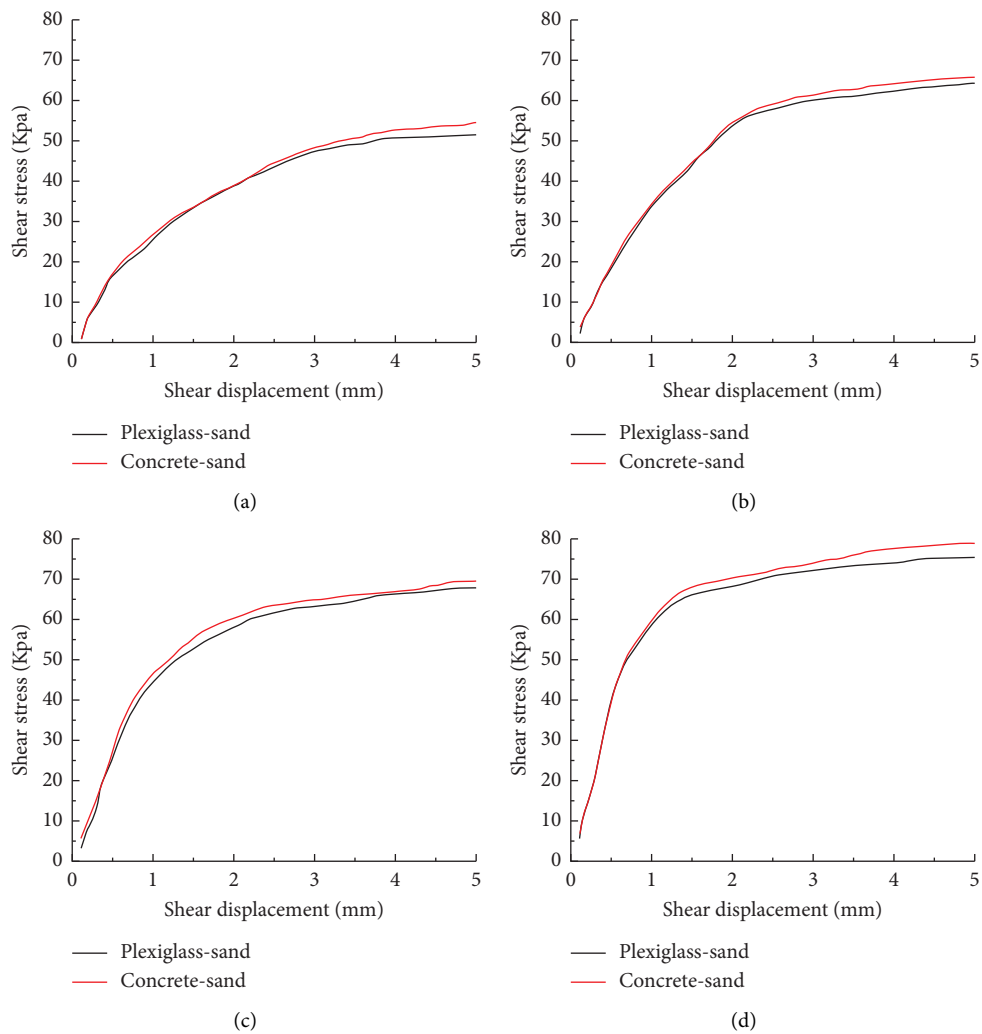 80
70
60
50
40
30
20
10
0
Shear stress (Kpa)
0 1 2 3 4 5
Shear displacement (mm)
Plexiglass-sand
Concrete-sand
(a)
80
70
60
50
40
30
20
10
0
Shear stress (Kpa)
0 1 2 3 4 5
Shear displacement (mm)
Plexiglass-sand
Concrete-sand
(b)
80
70
60
50
40
30
20
10
0
Shear stress (Kpa)
0 1 2 3 4 5
Shear displacement (mm)
Plexiglass-sand
Concrete-sand
(c)
80
70
60
50
40
30
20
10
0
Shear stress (Kpa)
0 1 2 3 4 5
Shear displacement (mm)
Plexiglass-sand
Concrete-sand
(d)